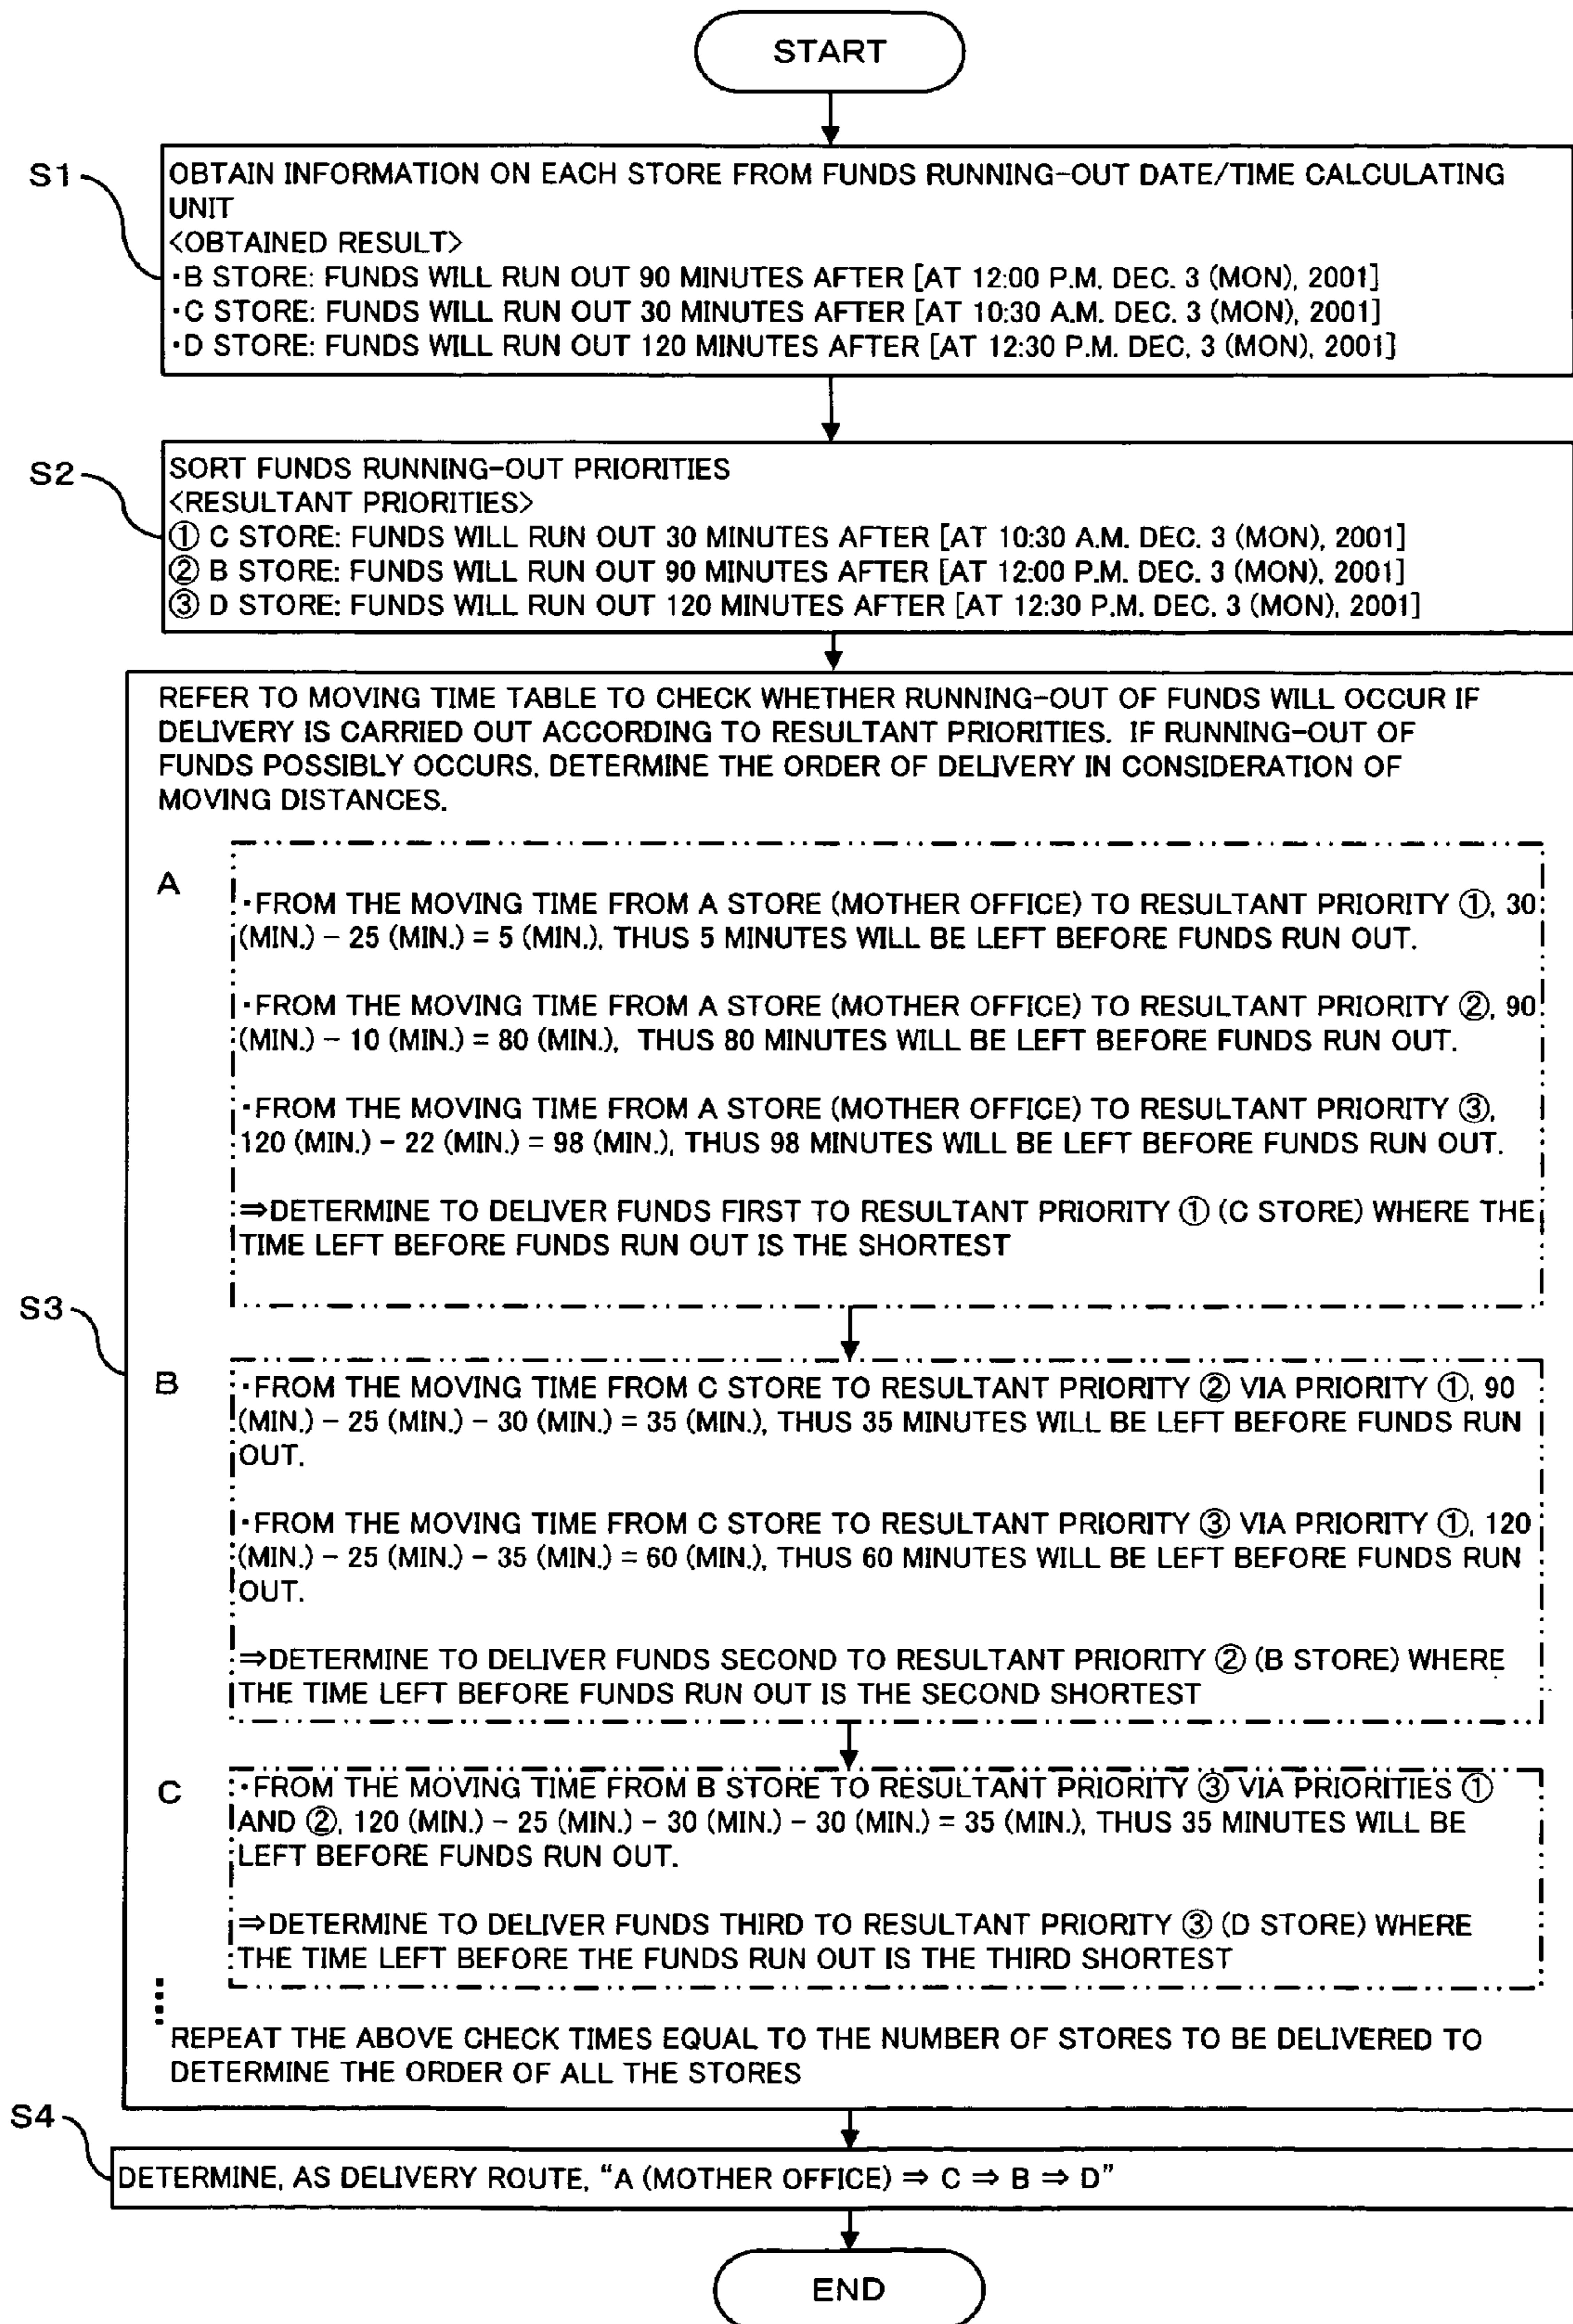 START
S1
OBTAIN INFORMATION ON EACH STORE FROM FUNDS RUNNING-OUT DATE/TIME CALCULATING
UNIT
<OBTAINED RESULT>
・B STORE: FUNDS WILL RUN OUT 90 MINUTES AFTER [AT 12:00 P.M. DEC. 3 (MON), 2001]
・C STORE: FUNDS WILL RUN OUT 30 MINUTES AFTER [AT 10:30 A.M. DEC. 3 (MON), 2001]
・D STORE: FUNDS WILL RUN OUT 120 MINUTES AFTER [AT 12:30 P.M. DEC. 3 (MON), 2001]
S2
SORT FUNDS RUNNING-OUT PRIORITIES
<RESULTANT PRIORITIES>
① C STORE: FUNDS WILL RUN OUT 30 MINUTES AFTER [AT 10:30 A.M. DEC. 3 (MON), 2001]
② B STORE: FUNDS WILL RUN OUT 90 MINUTES AFTER [AT 12:00 P.M. DEC. 3 (MON), 2001]
③ D STORE: FUNDS WILL RUN OUT 120 MINUTES AFTER [AT 12:30 P.M. DEC. 3 (MON), 2001]
S3
REFER TO MOVING TIME TABLE TO CHECK WHETHER RUNNING-OUT OF FUNDS WILL OCCUR IF
DELIVERY IS CARRIED OUT ACCORDING TO RESULTANT PRIORITIES. IF RUNNING-OUT OF
FUNDS POSSIBLY OCCURS, DETERMINE THE ORDER OF DELIVERY IN CONSIDERATION OF
MOVING DISTANCES.
A
・FROM THE MOVING TIME FROM A STORE (MOTHER OFFICE) TO RESULTANT PRIORITY ①, 30
(MIN.) − 25 (MIN.) = 5 (MIN.), THUS 5 MINUTES WILL BE LEFT BEFORE FUNDS RUN OUT.
・FROM THE MOVING TIME FROM A STORE (MOTHER OFFICE) TO RESULTANT PRIORITY ②, 90
(MIN.) − 10 (MIN.) = 80 (MIN.), THUS 80 MINUTES WILL BE LEFT BEFORE FUNDS RUN OUT.
・FROM THE MOVING TIME FROM A STORE (MOTHER OFFICE) TO RESULTANT PRIORITY ③,
120 (MIN.) − 22 (MIN.) = 98 (MIN.), THUS 98 MINUTES WILL BE LEFT BEFORE FUNDS RUN OUT.
⇒DETERMINE TO DELIVER FUNDS FIRST TO RESULTANT PRIORITY ① (C STORE) WHERE THE
TIME LEFT BEFORE FUNDS RUN OUT IS THE SHORTEST
B
・FROM THE MOVING TIME FROM C STORE TO RESULTANT PRIORITY ② VIA PRIORITY ①, 90
(MIN.) − 25 (MIN.) − 30 (MIN.) = 35 (MIN.), THUS 35 MINUTES WILL BE LEFT BEFORE FUNDS RUN
OUT.
・FROM THE MOVING TIME FROM C STORE TO RESULTANT PRIORITY ③ VIA PRIORITY ①, 120
(MIN.) − 25 (MIN.) − 35 (MIN.) = 60 (MIN.), THUS 60 MINUTES WILL BE LEFT BEFORE FUNDS RUN
OUT.
⇒DETERMINE TO DELIVER FUNDS SECOND TO RESULTANT PRIORITY ② (B STORE) WHERE
THE TIME LEFT BEFORE FUNDS RUN OUT IS THE SECOND SHORTEST
C
・FROM THE MOVING TIME FROM B STORE TO RESULTANT PRIORITY ③ VIA PRIORITIES ①
AND ②, 120 (MIN.) − 25 (MIN.) − 30 (MIN.) − 30 (MIN.) = 35 (MIN.), THUS 35 MINUTES WILL BE
LEFT BEFORE FUNDS RUN OUT.
⇒DETERMINE TO DELIVER FUNDS THIRD TO RESULTANT PRIORITY ③ (D STORE) WHERE
THE TIME LEFT BEFORE THE FUNDS RUN OUT IS THE THIRD SHORTEST
REPEAT THE ABOVE CHECK TIMES EQUAL TO THE NUMBER OF STORES TO BE DELIVERED TO
DETERMINE THE ORDER OF ALL THE STORES
S4
DETERMINE, AS DELIVERY ROUTE, “A (MOTHER OFFICE) ⇒ C ⇒ B ⇒ D”
END